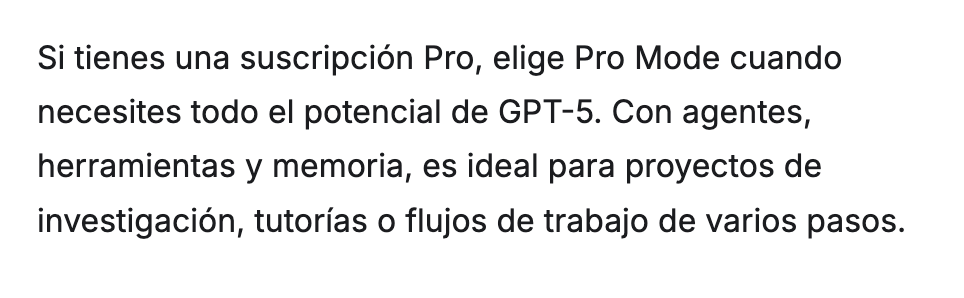 Si tienes una suscripción Pro, elige Pro Mode cuando
necesites todo el potencial de GPT-5. Con agentes,
herramientas y memoria, es ideal para proyectos de
investigación, tutorías o flujos de trabajo de varios pasos.